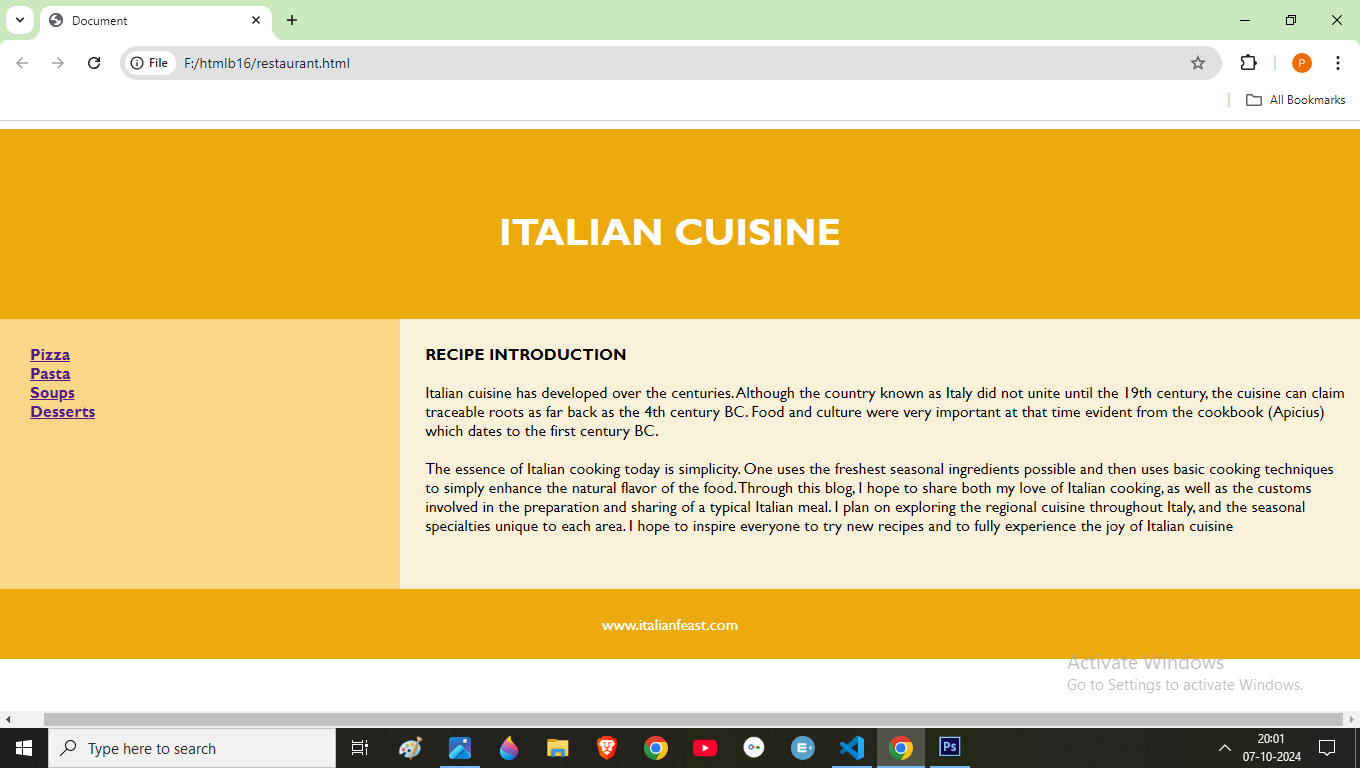 Document
File
F:/htmlb16/restaurant.html
P
All Bookmarks
ITALIAN CUISINE
Pizza
Pasta
Soups
Desserts
RECIPE INTRODUCTION
Italian cuisine has developed over the centuries. Although the country known as Italy did not unite until the 19th century, the cuisine can claim
traceable roots as far back as the 4th century BC. Food and culture were very important at that time evident from the cookbook (Apicius)
which dates to the first century BC.
The essence of Italian cooking today is simplicity. One uses the freshest seasonal ingredients possible and then uses basic cooking techniques
to simply enhance the natural flavor of the food. Through this blog, I hope to share both my love of Italian cooking, as well as the customs
involved in the preparation and sharing of a typical Italian meal. I plan on exploring the regional cuisine throughout Italy, and the seasonal
specialties unique to each area. I hope to inspire everyone to try new recipes and to fully experience the joy of Italian cuisine
www.italianfeast.com
Activate Windows
Go to Settings to activate Windows.
Type here to search
E
Ps
20:01
07-10-2024